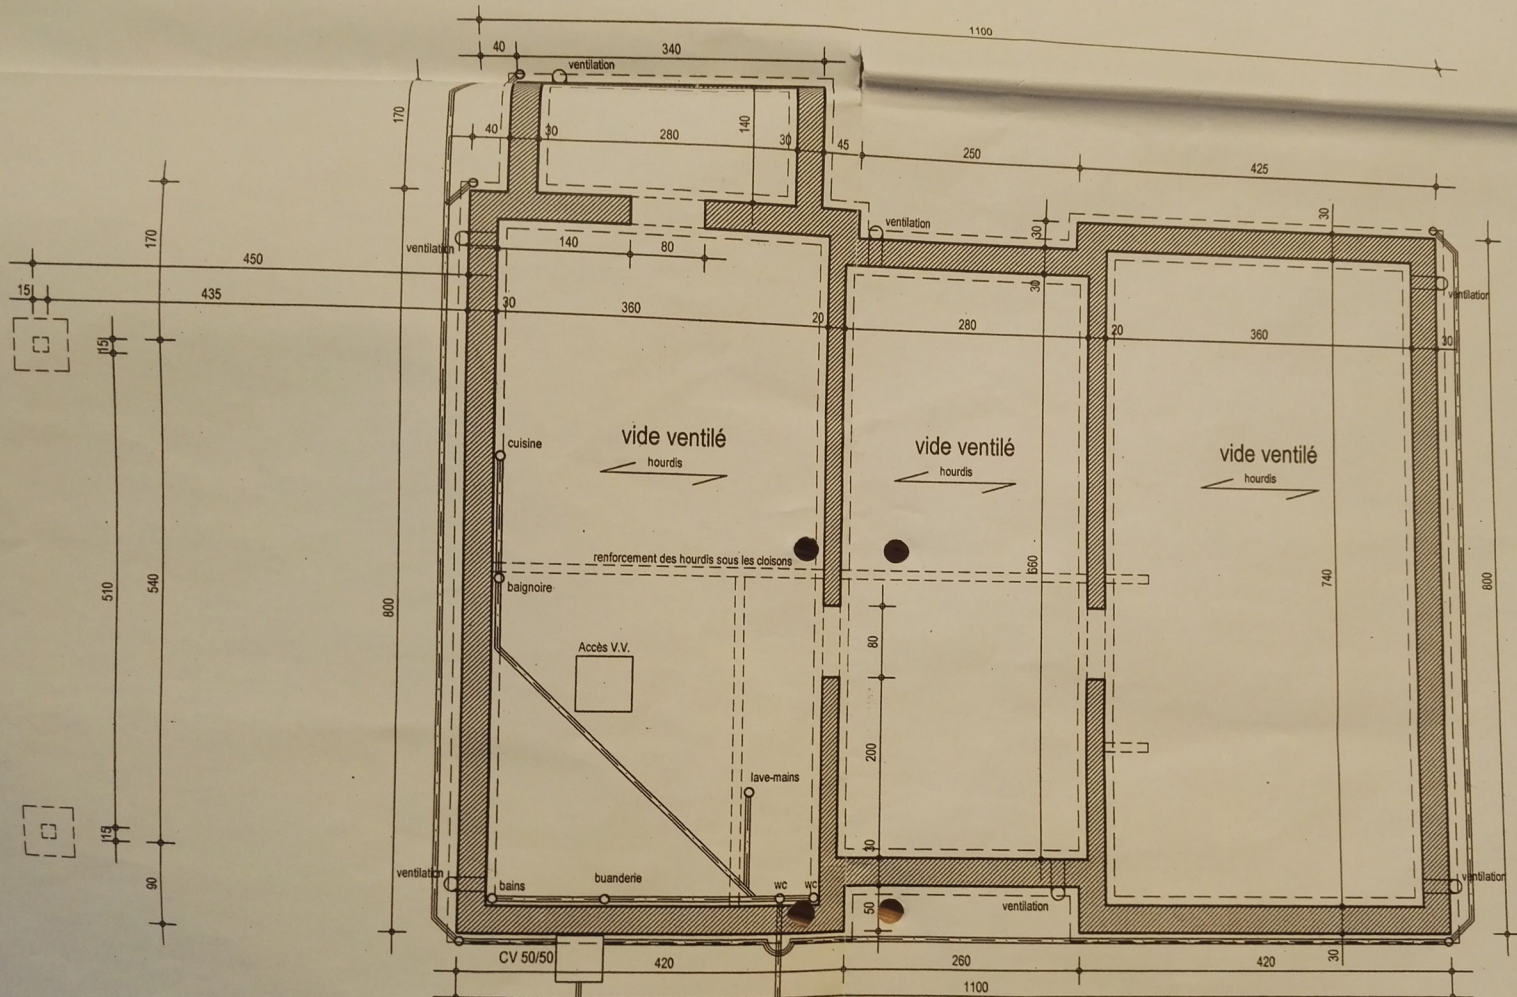 1100
40 340
ventilation
170
40 30 280 30 140 45 250 425
30
ventilation 30
170
ventilation
140 80
450
15 435
30 360 20 280 30 20 360 30
ventilation
15
cuisine
vide ventilé
hourdis
vide ventilé
hourdis
vide ventilé
hourdis
renforcement des hourdis sous les cloisons
baignoire
510 540 800 660 740 800
Accès V.V.
80
200
lave-mains
15
90
ventilation
bains
buanderie
wc wc
30
50
ventilation
ventilation
CV 50/50
420 260 30 420
1100